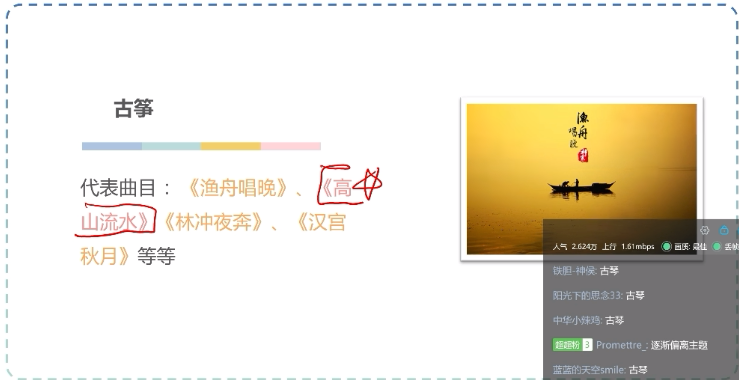 古筝
代表曲目：《渔舟唱晚》、《高
山流水》《林冲夜奔》、《汉宫
秋月》等等
渔舟
唱晚
人气 2.624万 上行 1.61mbps 画质: 最佳 丢帧
铁胆-神侯: 古琴
阳光下的思念33: 古琴
中华小辣鸡: 古琴
超超粉 3 Promettre_: 逐渐偏离主题
蓝蓝的天空smile: 古琴